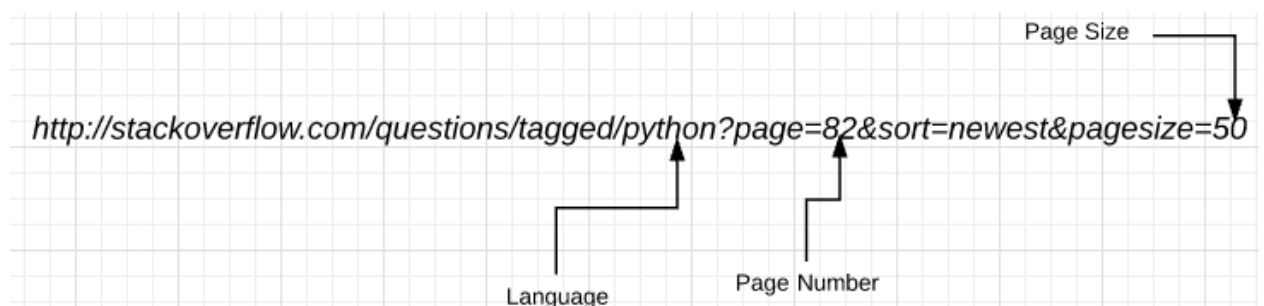 Page Size
http://stackoverflow.com/questions/tagged/python?page=82&sort=newest&pagesize=50
Page Number
Language